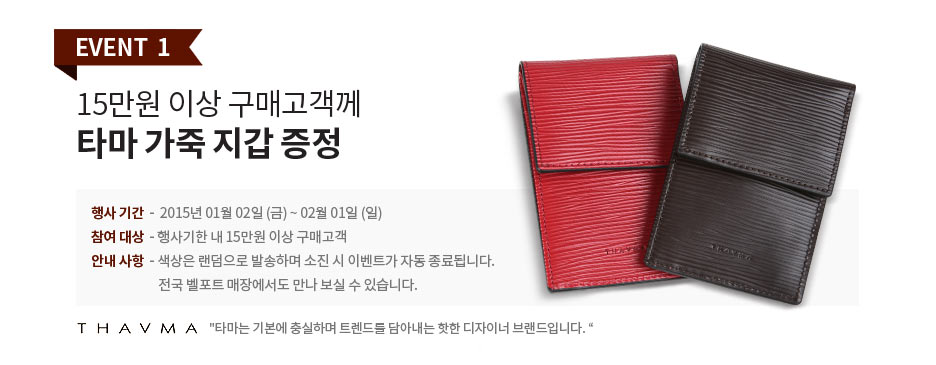 EVENT 1
15만원 이상 구매고객께
타마 가죽 지갑 증정
행사 기간 - 2015년 01월 02일 (금) ~ 02월 01일 (일)
참여 대상 - 행사기한 내 15만원 이상 구매고객
안내 사항 - 색상은 랜덤으로 발송하며 소진 시 이벤트가 자동 종료됩니다.
전국 벨포트 매장에서도 만나 보실 수 있습니다.
THAVMA "타마는 기본에 충실하며 트렌드를 담아내는 핫한 디자이너 브랜드입니다. “